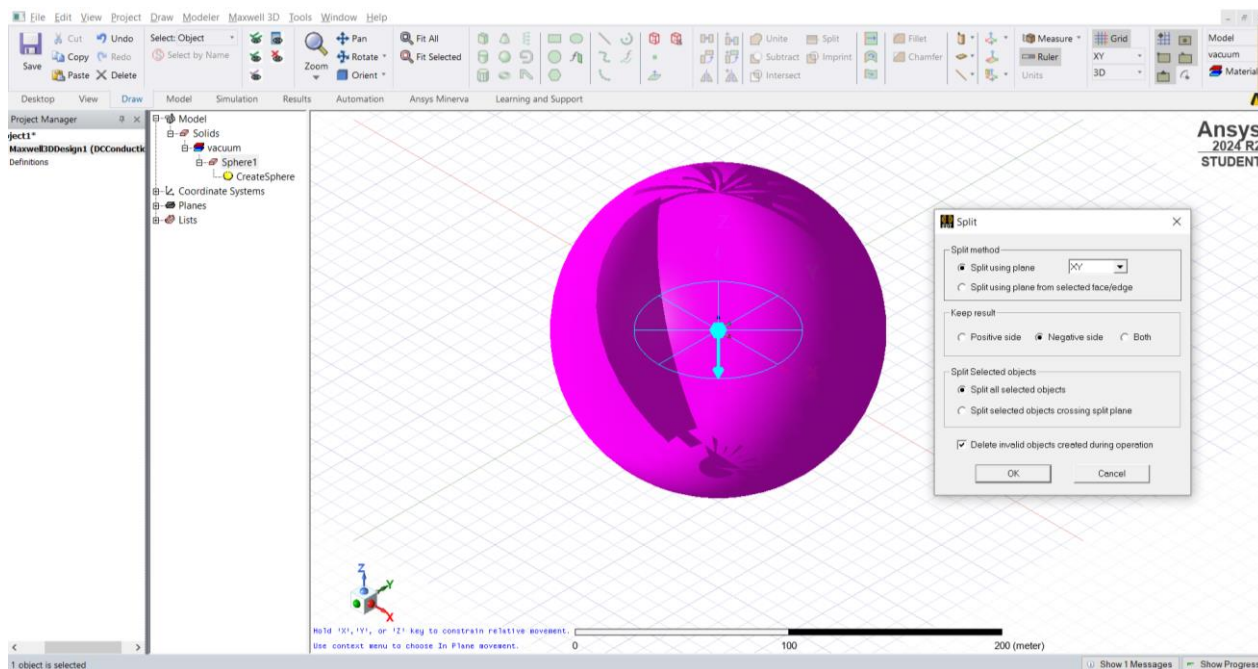 File Edit View Project Draw Modeler Maxwell 3D Tools Window Help
Save
Cut
Copy
Paste
Undo
Redo
Delete
Select: Object
Select by Name
Zoom
Pan
Rotate
Orient
Fit All
Fit Selected
Unite
Subtract
Intersect
Split
Imprint
Fillet
Chamfer
Measure
Ruler
Units
Grid
XY
3D
Model
vacuum
Material
Desktop View Draw Model Simulation Results Automation Ansys Minerva Learning and Support
Project Manager
ject1*
Maxwell3DDesign1 (DCConductic
Definitions
Model
Solids
vacuum
Sphere1
CreateSphere
Coordinate Systems
Planes
Lists
Ansys
2024 R2
STUDENT
Split
Split method
Split using plane
XY
Split using plane from selected face/edge
Keep result
Positive side Negative side Both
Split Selected objects
Split all selected objects
Split selected objects crossing split plane
Delete invalid objects created during operation
OK Cancel
Z
Y
X
Hold 'X','Y', or 'Z' key to constrain relative movement.
Use context menu to choose In Plane movement.
0 100 200 (meter)
1 object is selected
Show 1 Messages Show Progres